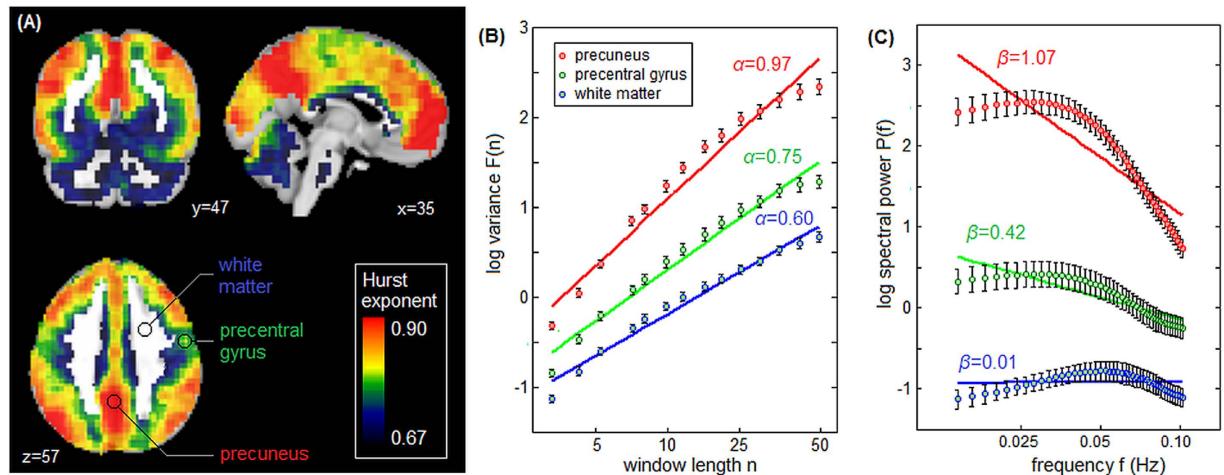 (A)
y=47
x=35
white
matter
precentral
gyrus
precuneus
z=57
Hurst
exponent
0.90
0.67
(B)
precuneus
precentral gyrus
white matter
α=0.97
α=0.75
α=0.60
log variance F(n)
3
2
1
0
-1
5
10
25
50
window length n
(C)
β=1.07
β=0.42
β=0.01
log spectral power P(f)
3
2
1
0
-1
0.025
0.05
0.10
frequency f (Hz)